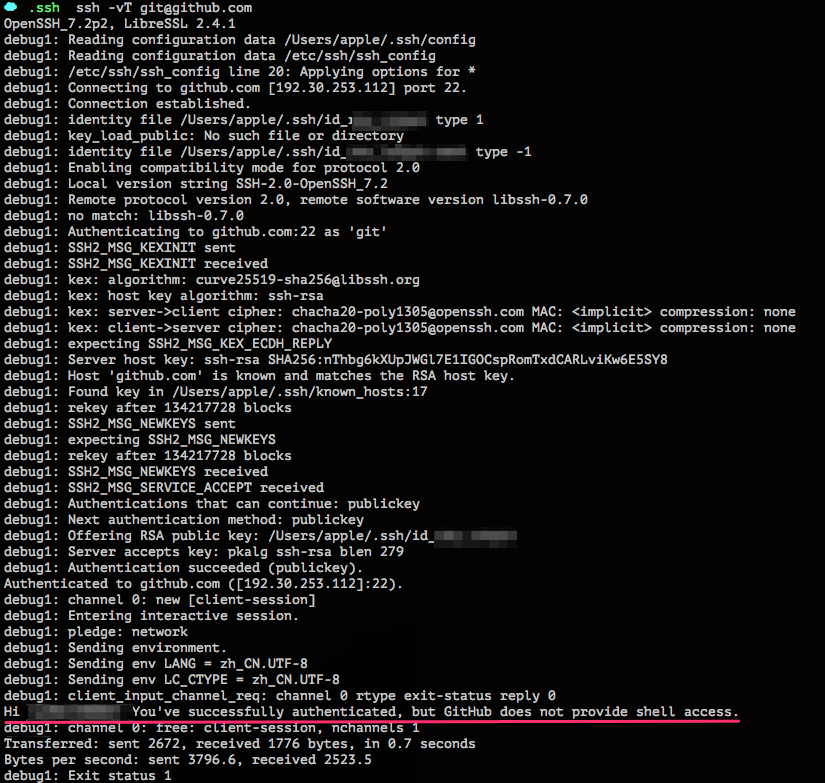 .ssh ssh -vT git@github.com
OpenSSH_7.2p2, LibreSSL 2.4.1
debug1: Reading configuration data /Users/apple/.ssh/config
debug1: Reading configuration data /etc/ssh/ssh_config
debug1: /etc/ssh/ssh_config line 20: Applying options for *
debug1: Connecting to github.com [192.30.253.112] port 22.
debug1: Connection established.
debug1: identity file /Users/apple/.ssh/id_ type 1
debug1: key_load_public: No such file or directory
debug1: identity file /Users/apple/.ssh/id_ type -1
debug1: Enabling compatibility mode for protocol 2.0
debug1: Local version string SSH-2.0-OpenSSH_7.2
debug1: Remote protocol version 2.0, remote software version libssh-0.7.0
debug1: no match: libssh-0.7.0
debug1: Authenticating to github.com:22 as 'git'
debug1: SSH2_MSG_KEXINIT sent
debug1: SSH2_MSG_KEXINIT received
debug1: kex: algorithm: curve25519-sha256@libssh.org
debug1: kex: host key algorithm: ssh-rsa
debug1: kex: server->client cipher: chacha20-poly1305@openssh.com MAC: <implicit> compression: none
debug1: kex: client->server cipher: chacha20-poly1305@openssh.com MAC: <implicit> compression: none
debug1: expecting SSH2_MSG_KEX_ECDH_REPLY
debug1: Server host key: ssh-rsa SHA256:nThbg6kXUpJWGl7E1IGOCspRomTxdCARLviKw6E5SY8
debug1: Host 'github.com' is known and matches the RSA host key.
debug1: Found key in /Users/apple/.ssh/known_hosts:17
debug1: rekey after 134217728 blocks
debug1: SSH2_MSG_NEWKEYS sent
debug1: expecting SSH2_MSG_NEWKEYS
debug1: rekey after 134217728 blocks
debug1: SSH2_MSG_NEWKEYS received
debug1: SSH2_MSG_SERVICE_ACCEPT received
debug1: Authentications that can continue: publickey
debug1: Next authentication method: publickey
debug1: Offering RSA public key: /Users/apple/.ssh/id_
debug1: Server accepts key: pkalg ssh-rsa blen 279
debug1: Authentication succeeded (publickey).
Authenticated to github.com ([192.30.253.112]:22).
debug1: channel 0: new [client-session]
debug1: Entering interactive session.
debug1: pledge: network
debug1: Sending environment.
debug1: Sending env LANG = zh_CN.UTF-8
debug1: Sending env LC_CTYPE = zh_CN.UTF-8
debug1: client_input_channel_req: channel 0 rtype exit-status reply 0
Hi You've successfully authenticated, but GitHub does not provide shell access.
debug1: channel 0: free: client-session, nchannels 1
Transferred: sent 2672, received 1776 bytes, in 0.7 seconds
Bytes per second: sent 3796.6, received 2523.5
debug1: Exit status 1